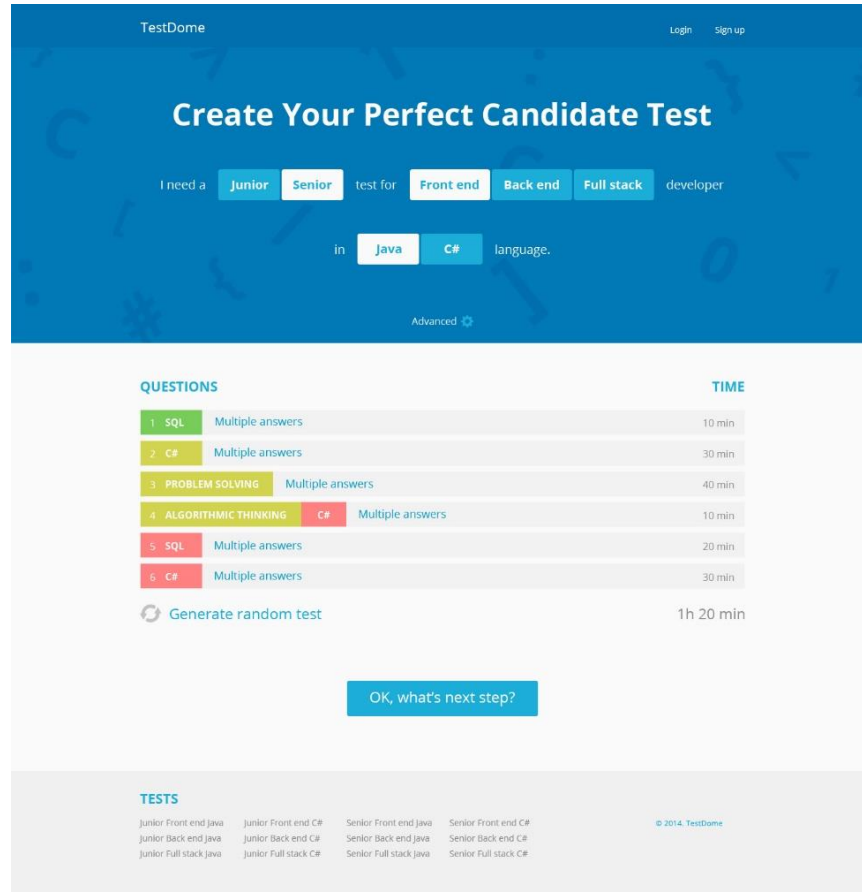 TestDome Login Sign up
Create Your Perfect Candidate Test
I need a Junior Senior test for Front end Back end Full stack developer
in Java C# language.
Advanced
QUESTIONS TIME
1 SQL Multiple answers 10 min
2 C# Multiple answers 30 min
3 PROBLEM SOLVING Multiple answers 40 min
4 ALGORITHMIC THINKING C# Multiple answers 10 min
5 SQL Multiple answers 20 min
6 C# Multiple answers 30 min
Generate random test 1h 20 min
OK, what's next step?
TESTS
Junior Front end Java Junior Front end C# Senior Front end Java Senior Front end C# © 2014. TestDome
Junior Back end Java Junior Back end C# Senior Back end Java Senior Back end C#
Junior Full stack Java Junior Full stack C# Senior Full stack Java Senior Full stack C#